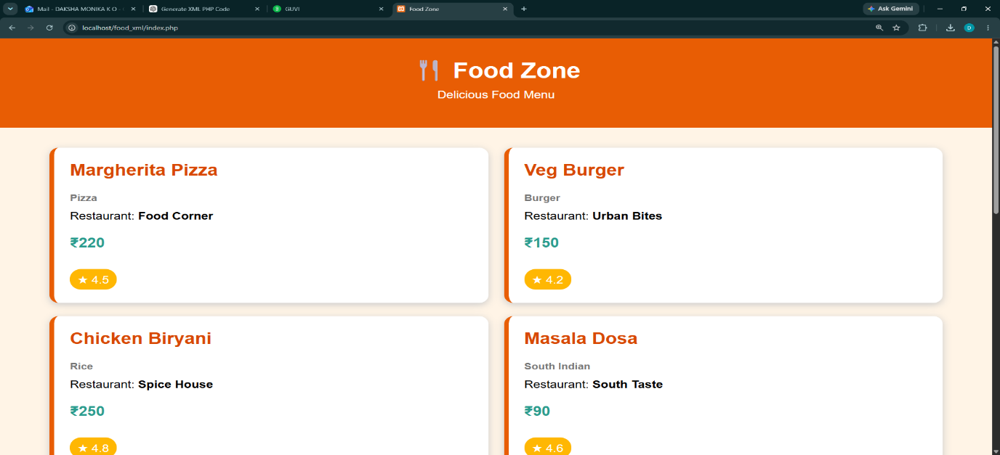 Mail - DAKSHA MONIKA K O -
Generate XML PHP Code
GUVI
Food Zone
Ask Gemini
localhost/food_xml/index.php
D
Food Zone
Delicious Food Menu
Margherita Pizza
Pizza
Restaurant: Food Corner
₹220
★ 4.5
Veg Burger
Burger
Restaurant: Urban Bites
₹150
★ 4.2
Chicken Biryani
Rice
Restaurant: Spice House
₹250
★ 4.8
Masala Dosa
South Indian
Restaurant: South Taste
₹90
★ 4.6